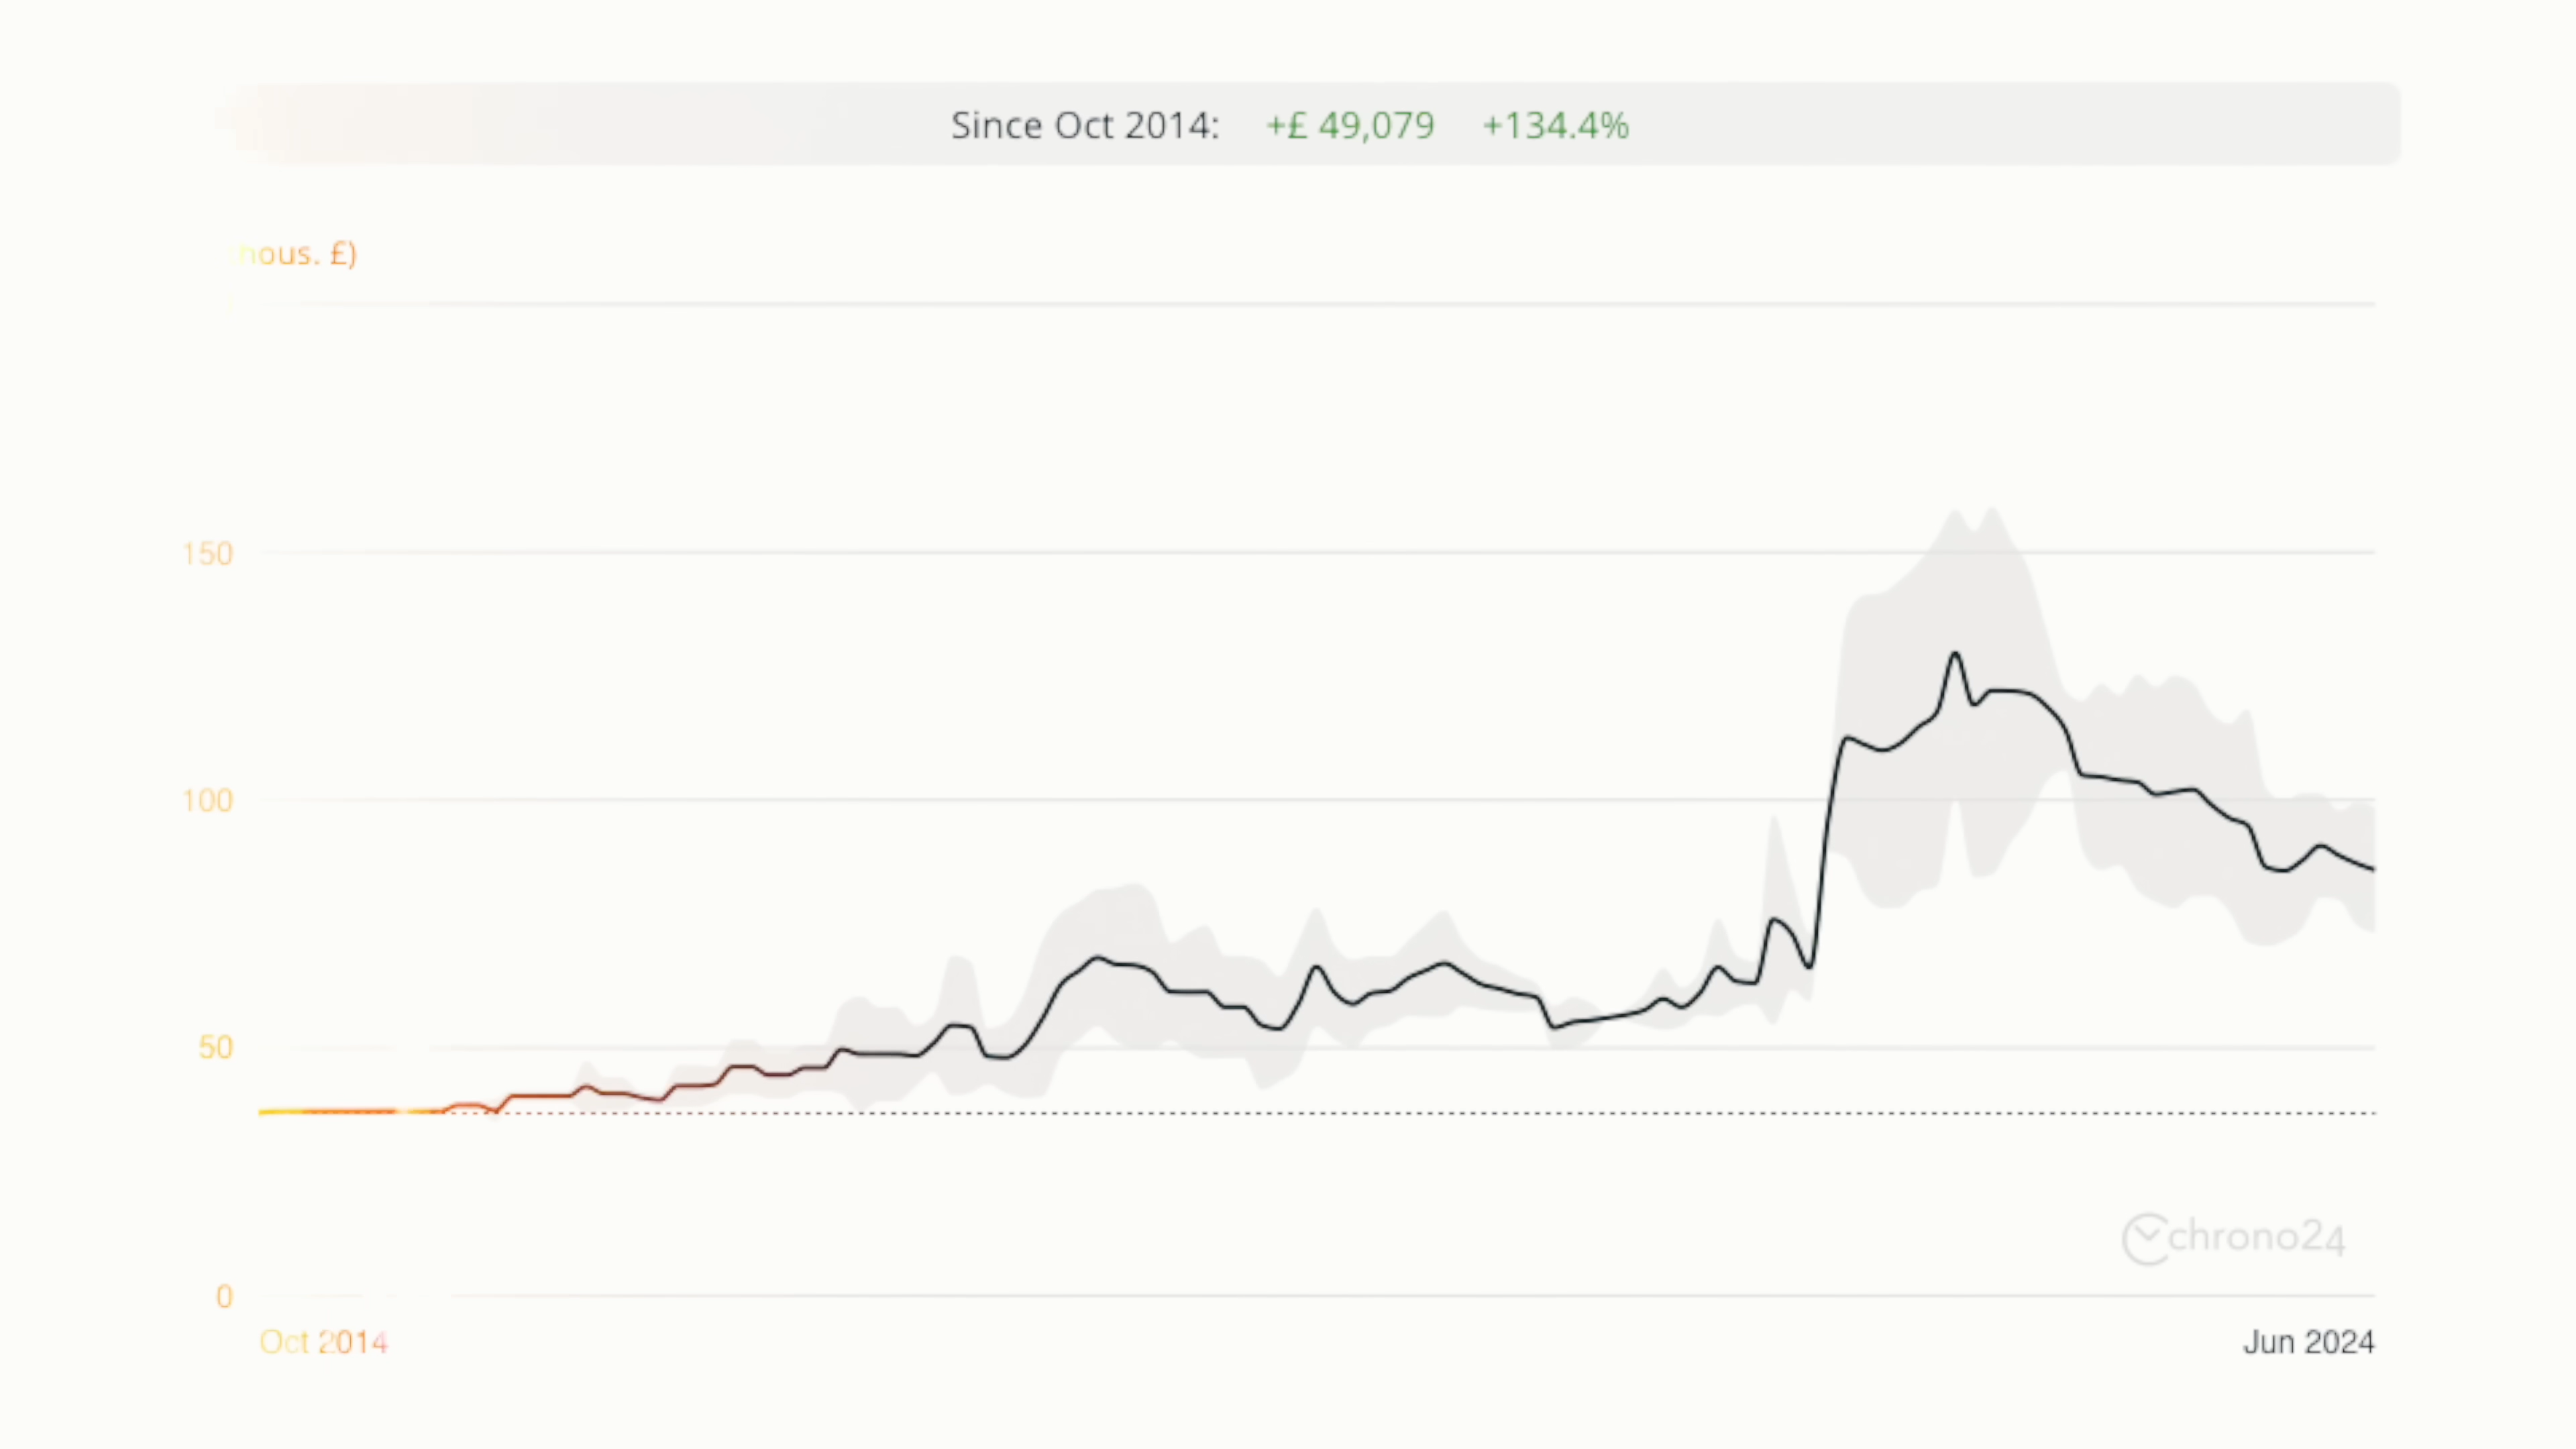 Since Oct 2014: +£ 49,079 +134.4%
hous. £)
150
100
50
0
chrono24
Oct 2014 Jun 2024